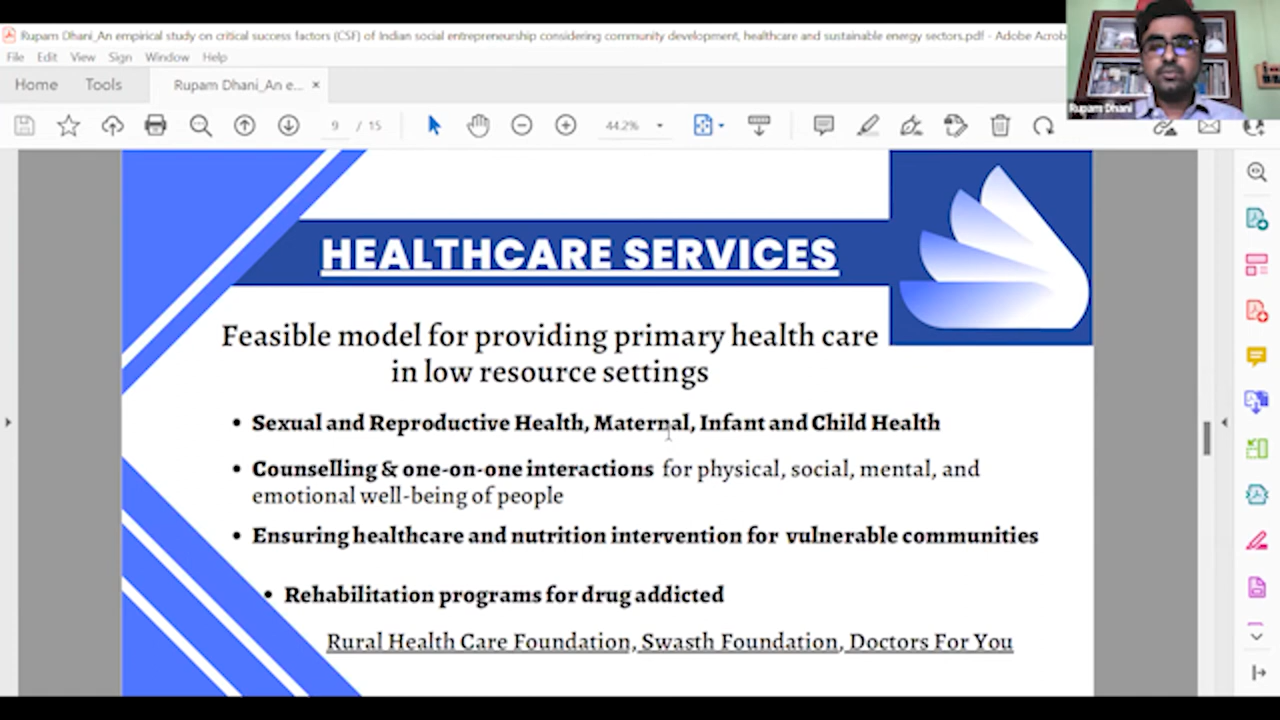 Rupam Dhani_An empirical study on critical success factors (CSF) of Indian social entrepreneurship considering community development, healthcare and sustainable energy sectors.pdf - Adobe Acrob
File Edit View Sign Window Help
Home Tools Rupam Dhani_An e... ×
9 / 15 44.2%
Rupam Dhani
HEALTHCARE SERVICES
Feasible model for providing primary health care
in low resource settings
• Sexual and Reproductive Health, Maternal, Infant and Child Health
• Counselling & one-on-one interactions for physical, social, mental, and
emotional well-being of people
• Ensuring healthcare and nutrition intervention for vulnerable communities
• Rehabilitation programs for drug addicted
Rural Health Care Foundation, Swasth Foundation, Doctors For You